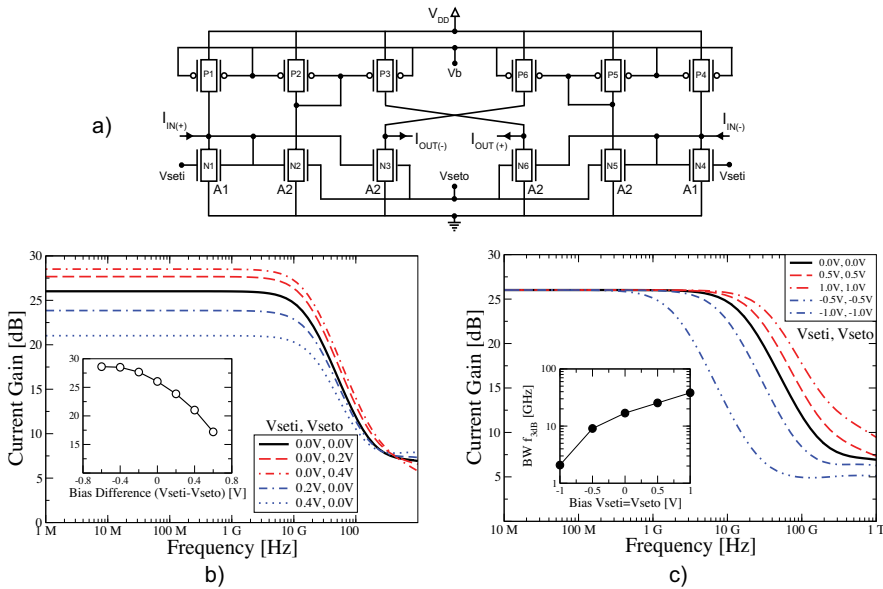 V_DD
P1 P2 P3 P6 P5 P4
Vb
a)
I_IN(+) I_OUT(-) I_OUT (+) I_IN(-)
N1 N2 N3 N6 N5 N4
Vseti Vseto Vseti
A1 A2 A2 A2 A2 A1
30
25
20
15
10
5
0
Current Gain [dB]
30
25
20
15
-0.6 -0.4 -0.2 0 0.2 0.4 0.6 0.8
Bias Difference (Vseti-Vseto) [V]
Vseti, Vseto
0.0V, 0.0V
0.0V, 0.2V
0.0V, 0.4V
0.2V, 0.0V
0.4V, 0.0V
1 M 10 M 100 M 1 G 10 G 100
Frequency [Hz]
b)
30
25
20
15
10
5
Current Gain [dB]
0.0V, 0.0V
0.5V, 0.5V
1.0V, 1.0V
-0.5V, -0.5V
-1.0V, -1.0V
Vseti, Vseto
BW f_3dB [GHz]
100
10
1
-1 -0.5 0 0.5 1
Bias Vseti=Vseto [V]
10 M 100 M 1 G 10 G 100 G 1 T
Frequency [Hz]
c)